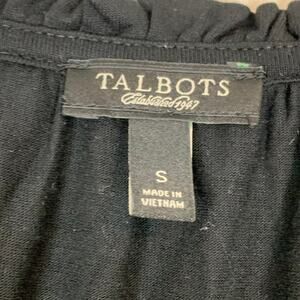 TALBOTS
Established 1947
S
MADE IN
VIETNAM